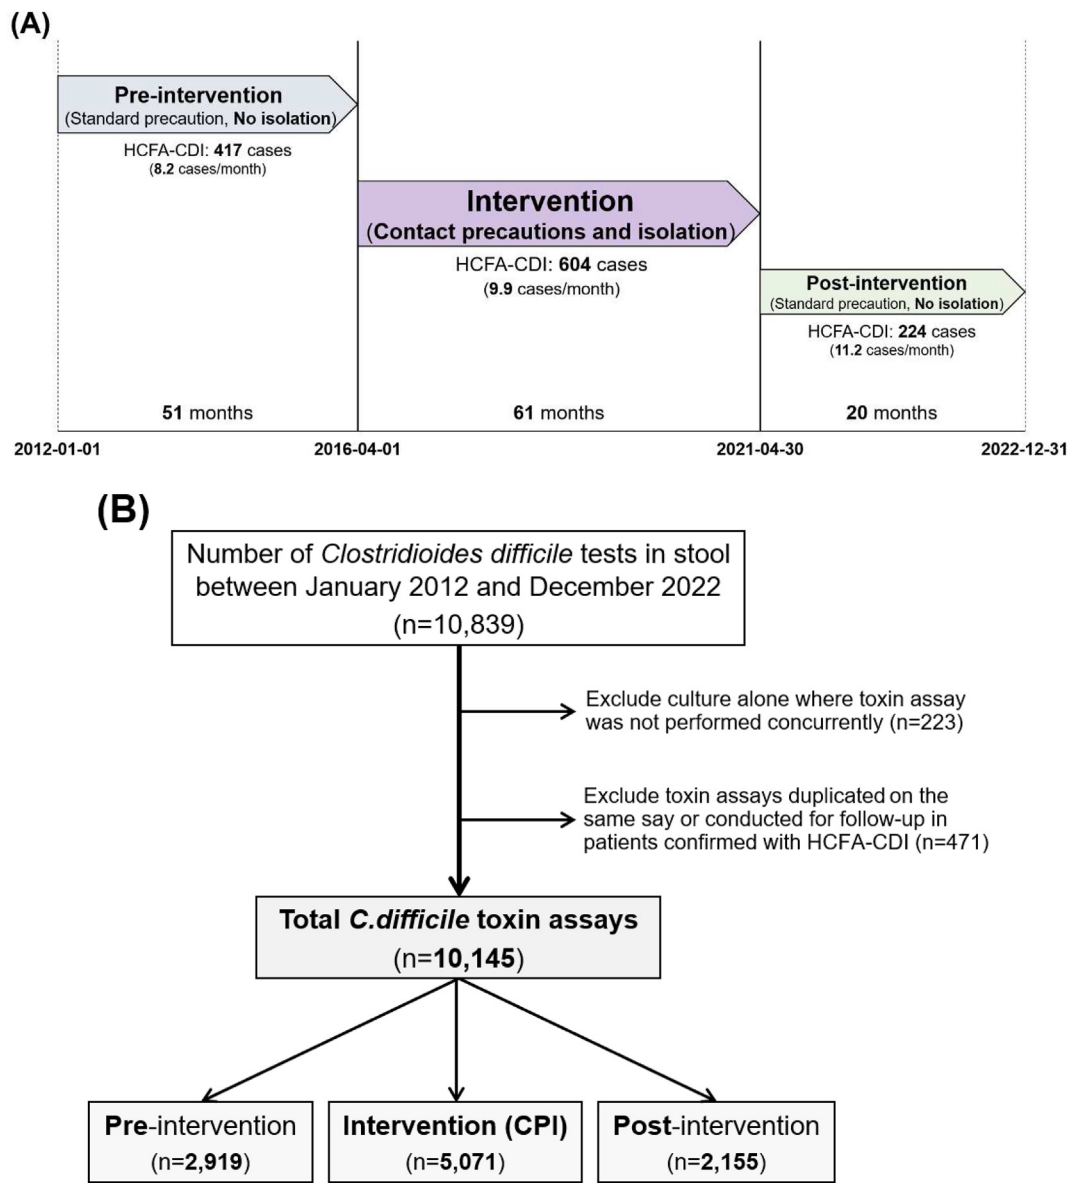 (A)
Pre-intervention
(Standard precaution, No isolation)
HCFA-CDI: 417 cases
(8.2 cases/month)
Intervention
(Contact precautions and isolation)
HCFA-CDI: 604 cases
(9.9 cases/month)
Post-intervention
(Standard precaution, No isolation)
HCFA-CDI: 224 cases
(11.2 cases/month)
51 months
61 months
20 months
2012-01-01
2016-04-01
2021-04-30
2022-12-31
(B)
Number of Clostridioides difficile tests in stool
between January 2012 and December 2022
(n=10,839)
Exclude culture alone where toxin assay
was not performed concurrently (n=223)
Exclude toxin assays duplicated on the
same say or conducted for follow-up in
patients confirmed with HCFA-CDI (n=471)
Total C.difficile toxin assays
(n=10,145)
Pre-intervention
(n=2,919)
Intervention (CPI)
(n=5,071)
Post-intervention
(n=2,155)